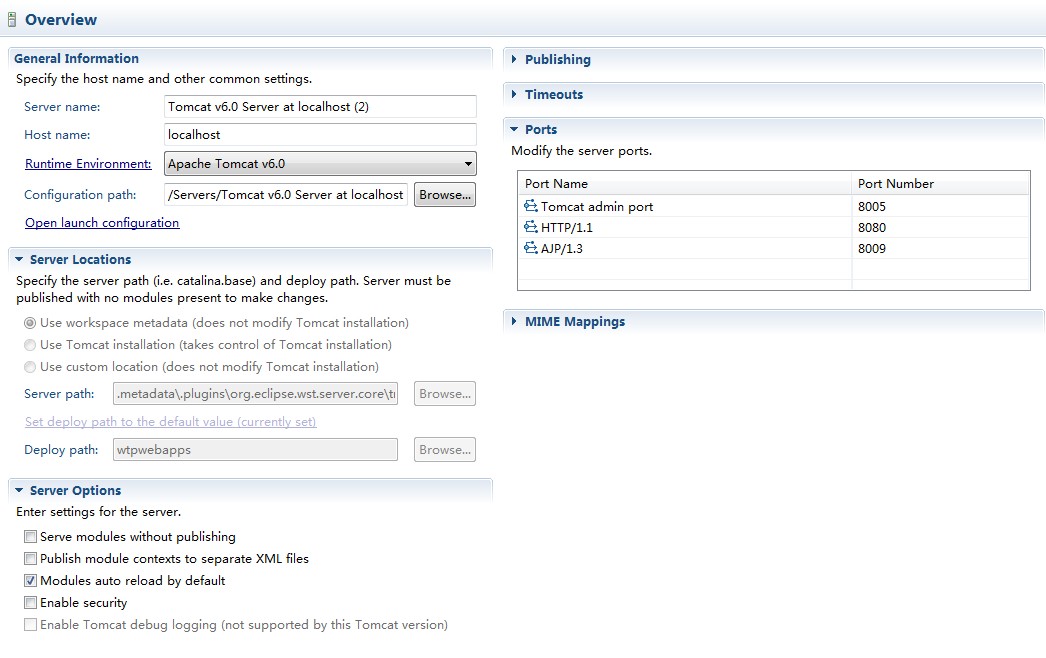 Overview
General Information
Specify the host name and other common settings.
Server name: Tomcat v6.0 Server at localhost (2)
Host name: localhost
Runtime Environment: Apache Tomcat v6.0
Configuration path: /Servers/Tomcat v6.0 Server at localhost Browse...
Open launch configuration
Server Locations
Specify the server path (i.e. catalina.base) and deploy path. Server must be
published with no modules present to make changes.
Use workspace metadata (does not modify Tomcat installation)
Use Tomcat installation (takes control of Tomcat installation)
Use custom location (does not modify Tomcat installation)
Server path: .metadata\.plugins\org.eclipse.wst.server.core\ Browse...
Set deploy path to the default value (currently set)
Deploy path: wtpwebapps Browse...
Server Options
Enter settings for the server.
Serve modules without publishing
Publish module contexts to separate XML files
Modules auto reload by default
Enable security
Enable Tomcat debug logging (not supported by this Tomcat version)
Publishing
Timeouts
Ports
Modify the server ports.
Port Name Port Number
Tomcat admin port 8005
HTTP/1.1 8080
AJP/1.3 8009
MIME Mappings